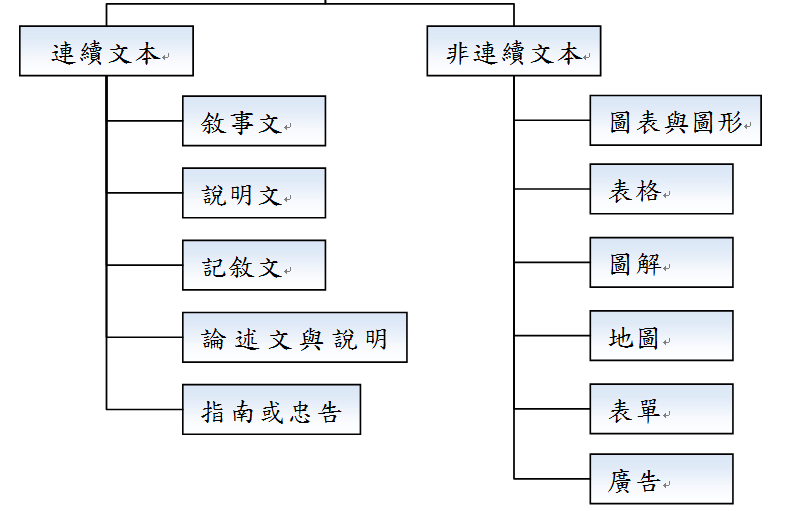 連續文本
敘事文
說明文
記敘文
論述文與說明
指南或忠告
非連續文本
圖表與圖形
表格
圖解
地圖
表單
廣告